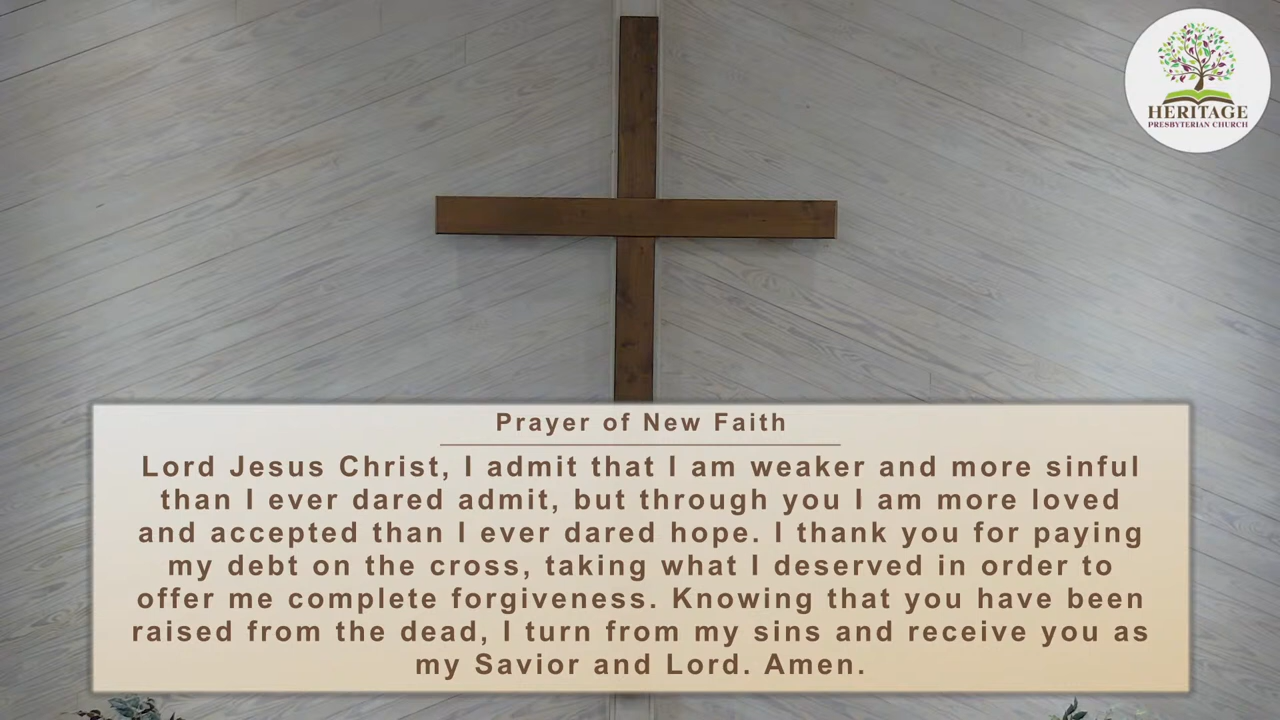 HERITAGE
PRESBYTERIAN CHURCH
Prayer of New Faith
Lord Jesus Christ, I admit that I am weaker and more sinful
than I ever dared admit, but through you I am more loved
and accepted than I ever dared hope. I thank you for paying
my debt on the cross, taking what I deserved in order to
offer me complete forgiveness. Knowing that you have been
raised from the dead, I turn from my sins and receive you as
my Savior and Lord. Amen.